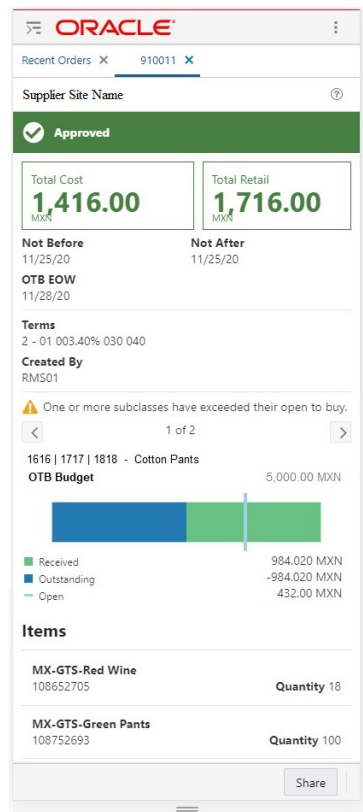 ORACLE
Recent Orders 910011
Supplier Site Name
Approved
Total Cost Total Retail
1,416.00 1,716.00
MXN MXN
Not Before Not After
11/25/20 11/25/20
OTB EOW
11/28/20
Terms
2 - 01 003.40% 030 040
Created By
RMS01
One or more subclasses have exceeded their open to buy.
1 of 2
1616 | 1717 | 1818 - Cotton Pants
OTB Budget 5,000.00 MXN
Received 984.020 MXN
Outstanding -984.020 MXN
Open 432.00 MXN
Items
MX-GTS-Red Wine
108652705 Quantity 18
MX-GTS-Green Pants
108752693 Quantity 100
Share